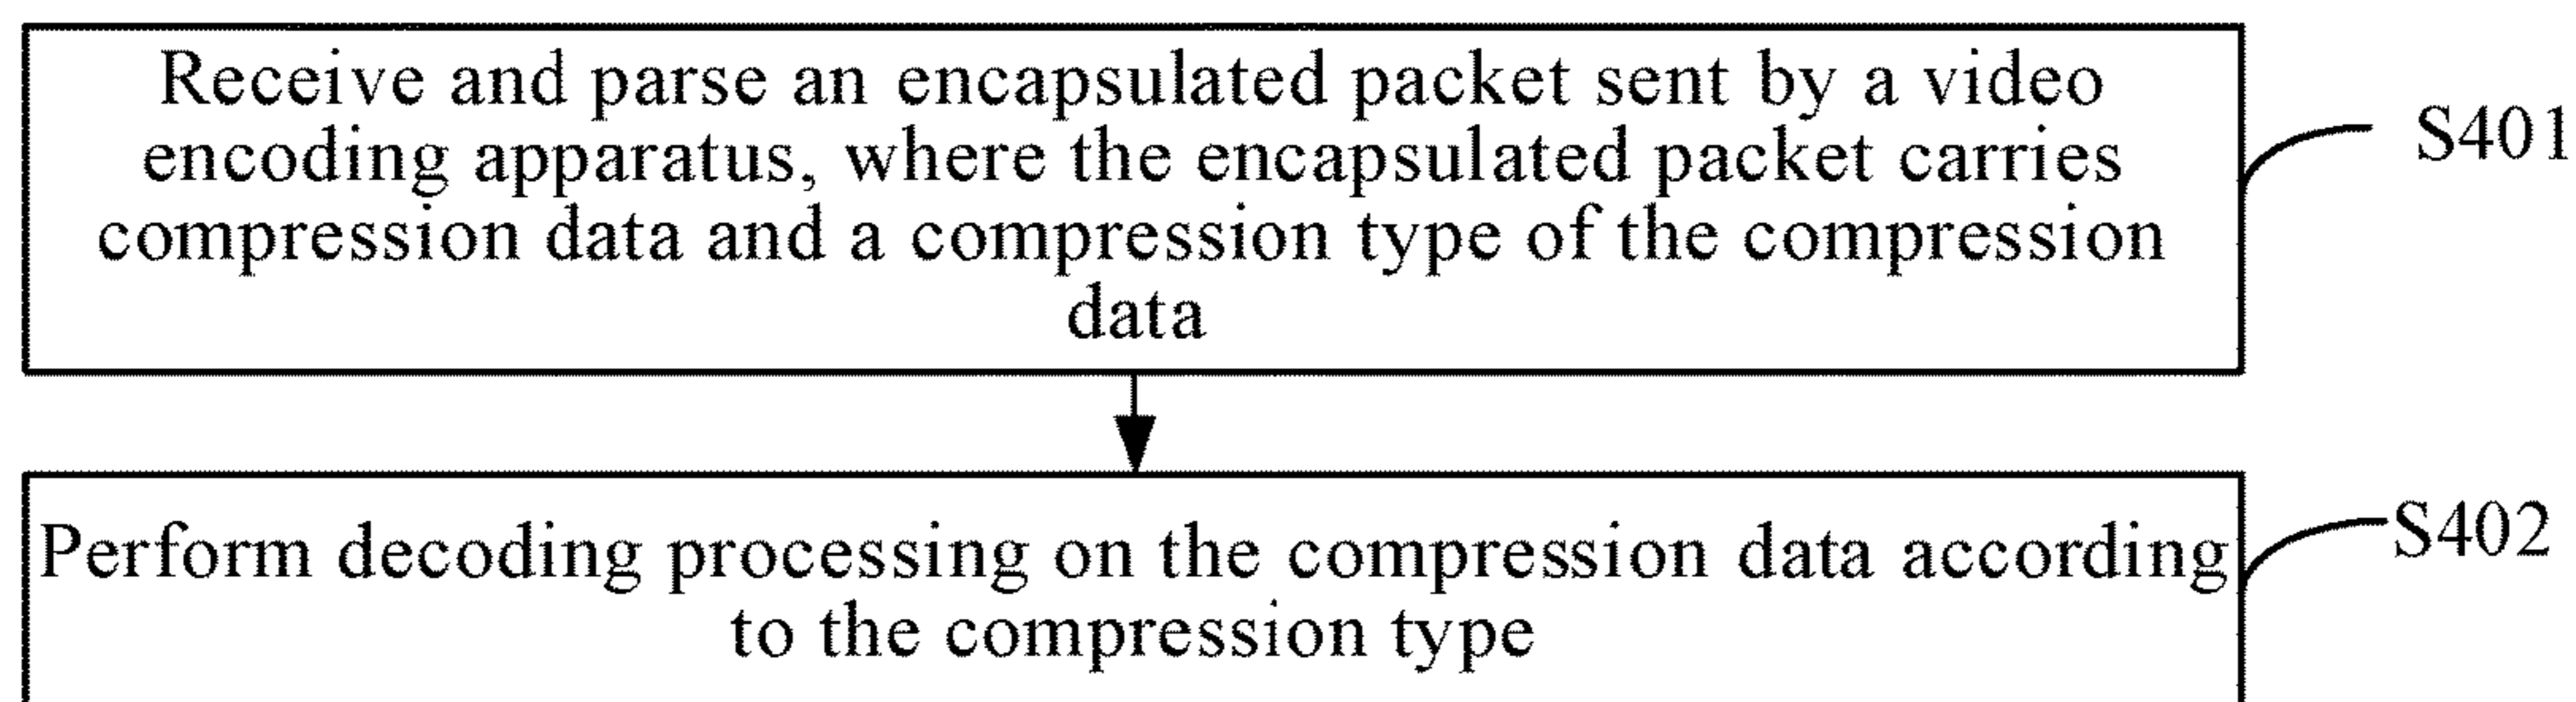 Receive and parse an encapsulated packet sent by a video
encoding apparatus, where the encapsulated packet carries
compression data and a compression type of the compression
data
S401
Perform decoding processing on the compression data according
to the compression type
S402